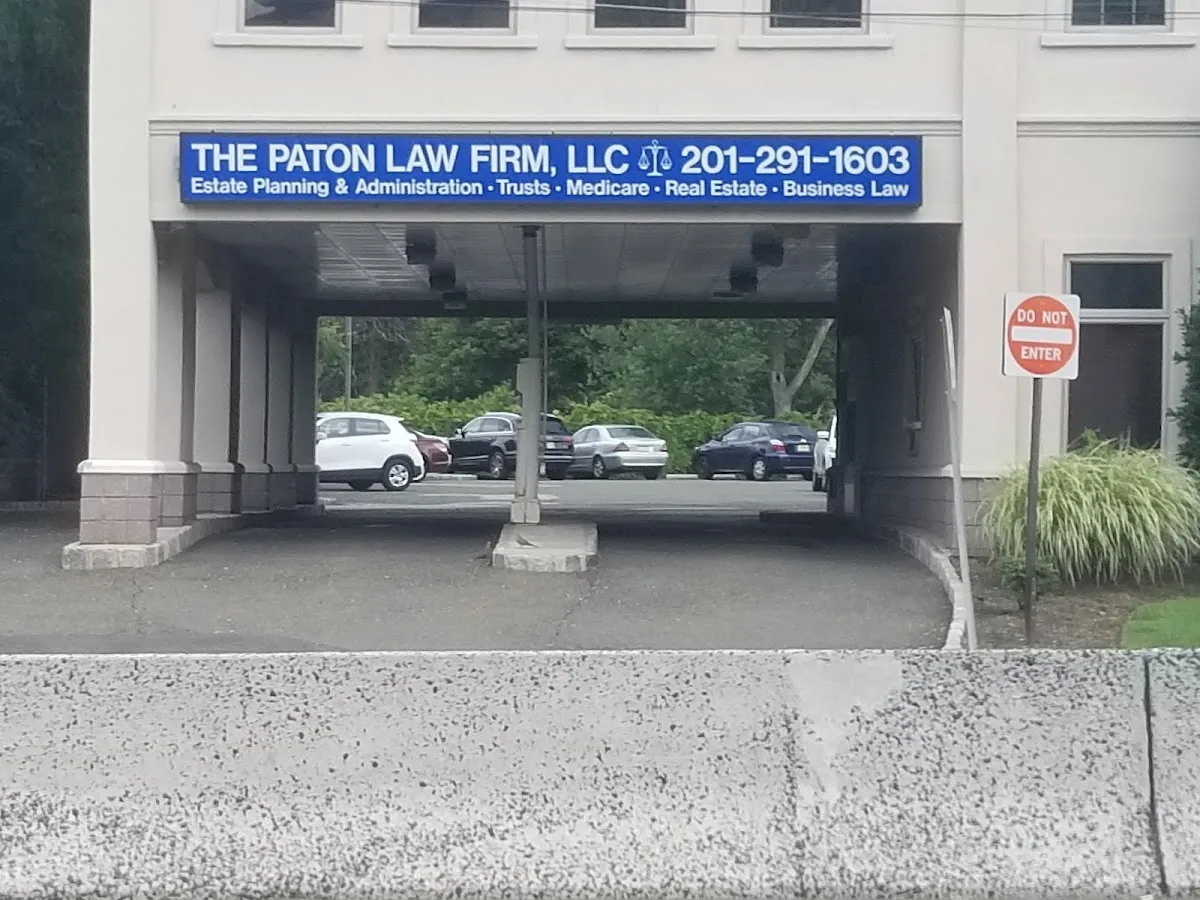 THE PATON LAW FIRM, LLC 201-291-1603
Estate Planning & Administration · Trusts · Medicare · Real Estate · Business Law
DO NOT
ENTER